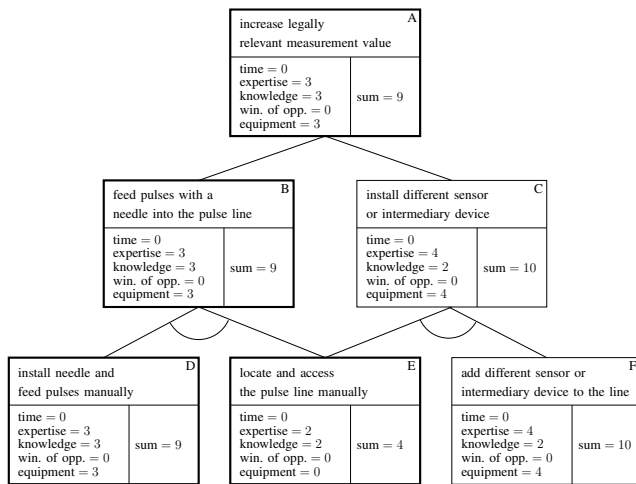 A
increase legally
relevant measurement value
time = 0
expertise = 3
knowledge = 3
win. of opp. = 0
equipment = 3
sum = 9
B
feed pulses with a
needle into the pulse line
time = 0
expertise = 3
knowledge = 3
win. of opp. = 0
equipment = 3
sum = 9
C
install different sensor
or intermediary device
time = 0
expertise = 4
knowledge = 2
win. of opp. = 0
equipment = 4
sum = 10
D
install needle and
feed pulses manually
time = 0
expertise = 3
knowledge = 3
win. of opp. = 0
equipment = 3
sum = 9
E
locate and access
the pulse line manually
time = 0
expertise = 2
knowledge = 2
win. of opp. = 0
equipment = 0
sum = 4
F
add different sensor or
intermediary device to the line
time = 0
expertise = 4
knowledge = 2
win. of opp. = 0
equipment = 4
sum = 10